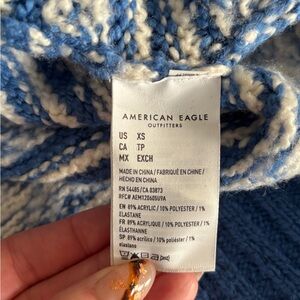 AMERICAN EAGLE
OUTFITTERS
US XS
CA TP
MX EXCH
MADE IN CHINA / FABRIQUÉ EN CHINE /
HECHO EN CHINA
RN 54485/CA 03873
RFC# AEM120605U9A
EN: 89% ACRYLIC / 10% POLYESTER / 1%
ELASTANE
FR: 89% ACRYLIQUE / 10% POLYESTER / 1%
ÉLASTHANNE
SP: 89% acrílico / 10% poliéster / 1%
elastano